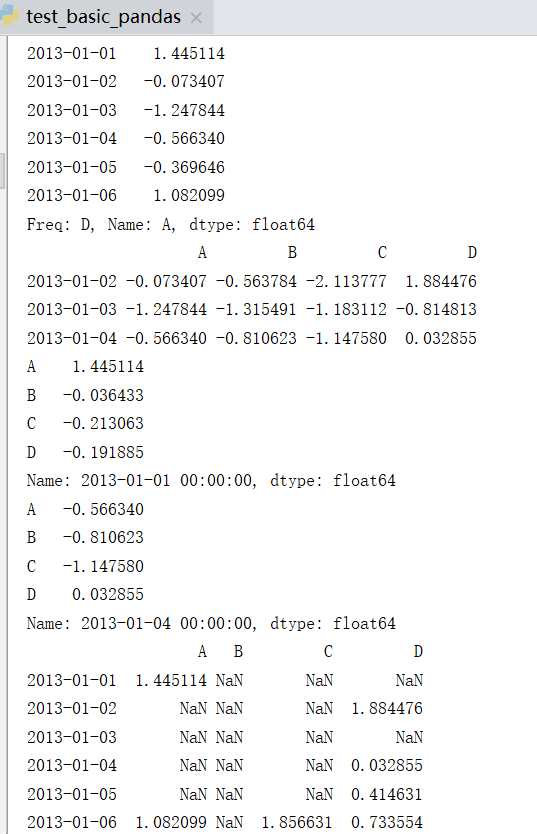 test_basic_pandas
2013-01-01    1.445114
2013-01-02   -0.073407
2013-01-03   -1.247844
2013-01-04   -0.566340
2013-01-05   -0.369646
2013-01-06    1.082099
Freq: D, Name: A, dtype: float64
                   A         B         C         D
2013-01-02 -0.073407 -0.563784 -2.113777  1.884476
2013-01-03 -1.247844 -1.315491 -1.183112 -0.814813
2013-01-04 -0.566340 -0.810623 -1.147580  0.032855
A    1.445114
B   -0.036433
C   -0.213063
D   -0.191885
Name: 2013-01-01 00:00:00, dtype: float64
A   -0.566340
B   -0.810623
C   -1.147580
D    0.032855
Name: 2013-01-04 00:00:00, dtype: float64
                   A   B         C         D
2013-01-01  1.445114 NaN       NaN       NaN
2013-01-02       NaN NaN       NaN  1.884476
2013-01-03       NaN NaN       NaN       NaN
2013-01-04       NaN NaN       NaN  0.032855
2013-01-05       NaN NaN       NaN  0.414631
2013-01-06  1.082099 NaN  1.856631  0.733554